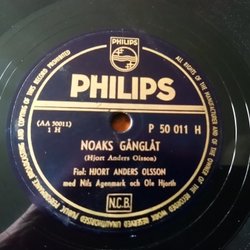 PHILIPS
PHILIPS
(AA 50011)
1 H
P 50 011 H
NOAKS GÅNGLÅT
(Hjort Anders Olsson)
Fiol: HJORT ANDERS OLSSON
med Nils Agenmark och Ole Hjorth
N.C.B.
ALL RIGHTS OF THE MANUFACTURER AND OF THE OWNER OF THE RECORDED WORK RESERVED
UNAUTHORISED PUBLIC PERFORMANCE BROADCASTING AND COPYING OF THIS RECORD PROHIBITED